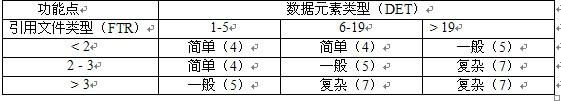 功能点 数据元素类型（DET）
引用文件类型（FTR） 1-5 6-19 > 19
< 2 简单（4） 简单（4） 一般（5）
2 - 3 简单（4） 一般（5） 复杂（7）
> 3 一般（5） 复杂（7） 复杂（7）